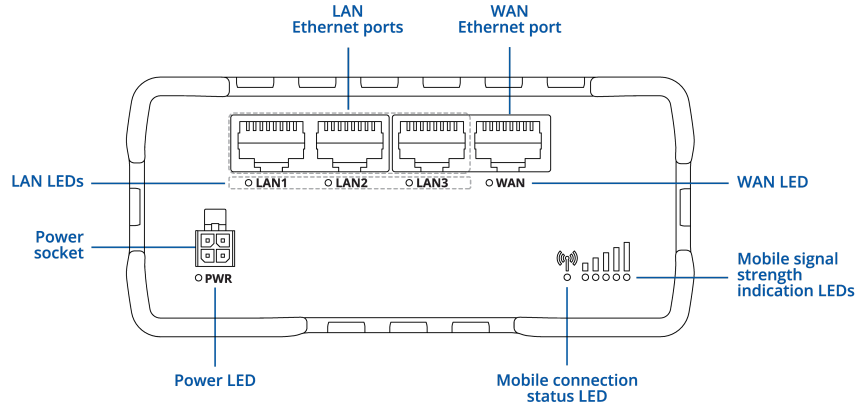 LAN
Ethernet ports
WAN
Ethernet port
LAN LEDs
LAN1
LAN2
LAN3
WAN
WAN LED
Power
socket
PWR
Mobile signal
strength
indication LEDs
Power LED
Mobile connection
status LED